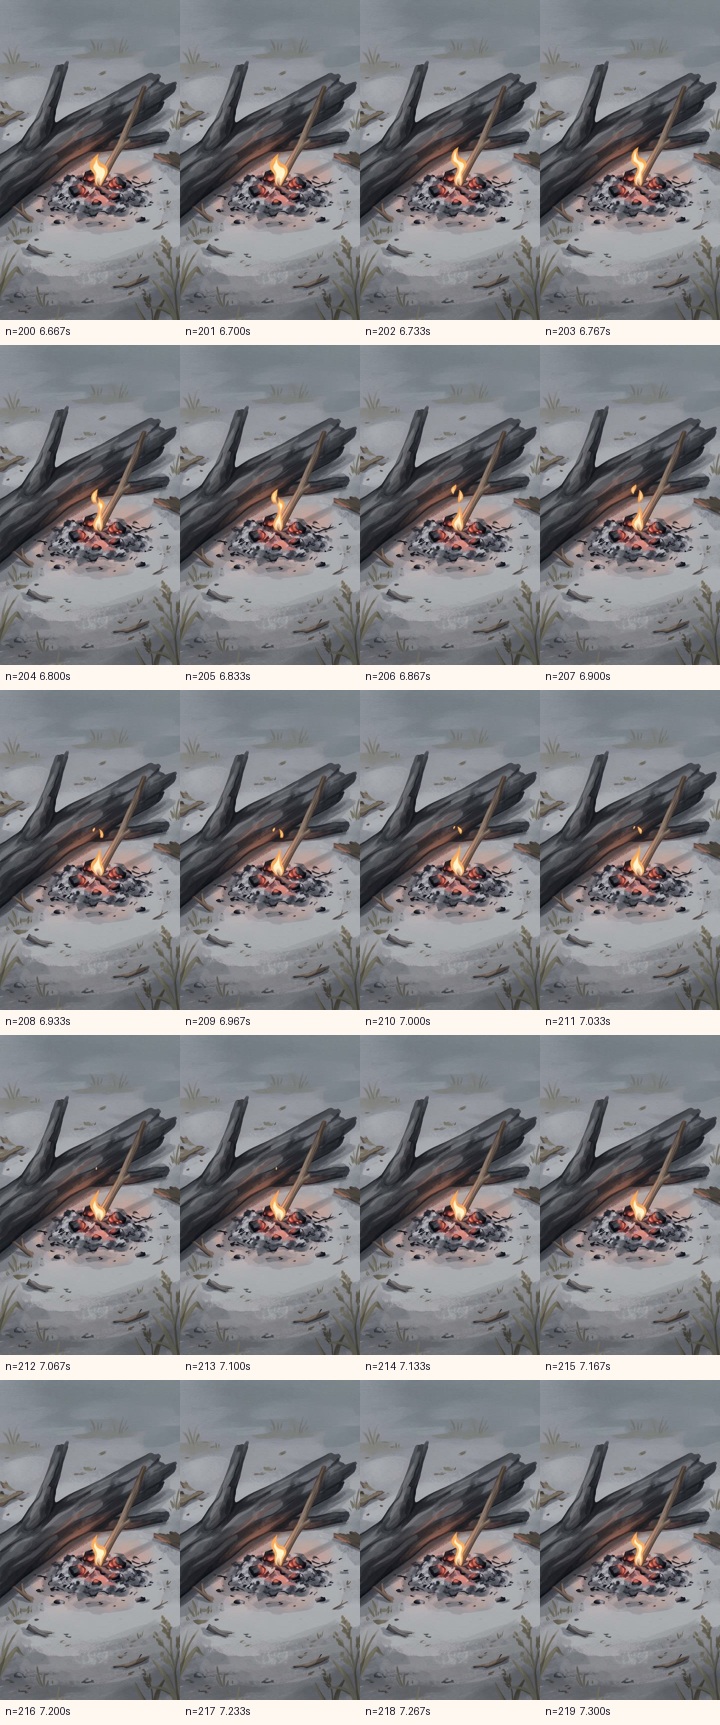 n=200 6.667s n=201 6.700s n=202 6.733s n=203 6.767s
n=204 6.800s n=205 6.833s n=206 6.867s n=207 6.900s
n=208 6.933s n=209 6.967s n=210 7.000s n=211 7.033s
n=212 7.067s n=213 7.100s n=214 7.133s n=215 7.167s
n=216 7.200s n=217 7.233s n=218 7.267s n=219 7.300s